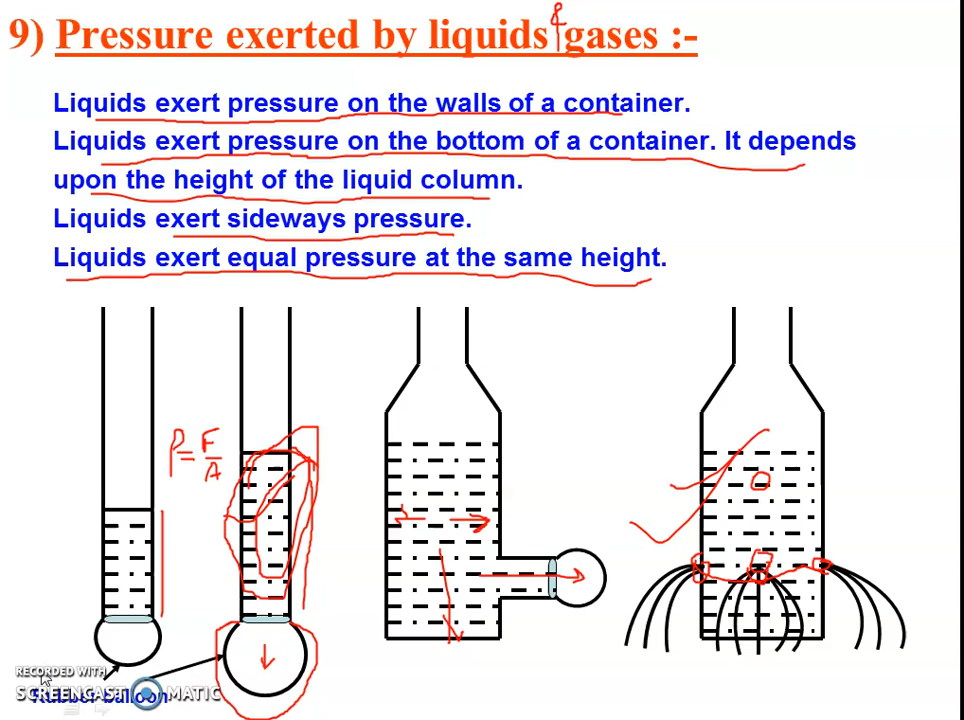 9) Pressure exerted by liquids & gases :-
Liquids exert pressure on the walls of a container.
Liquids exert pressure on the bottom of a container. It depends
upon the height of the liquid column.
Liquids exert sideways pressure.
Liquids exert equal pressure at the same height.
P = F
A
RECORDED WITH
SCREENCAST MATIC
Rubber balloon